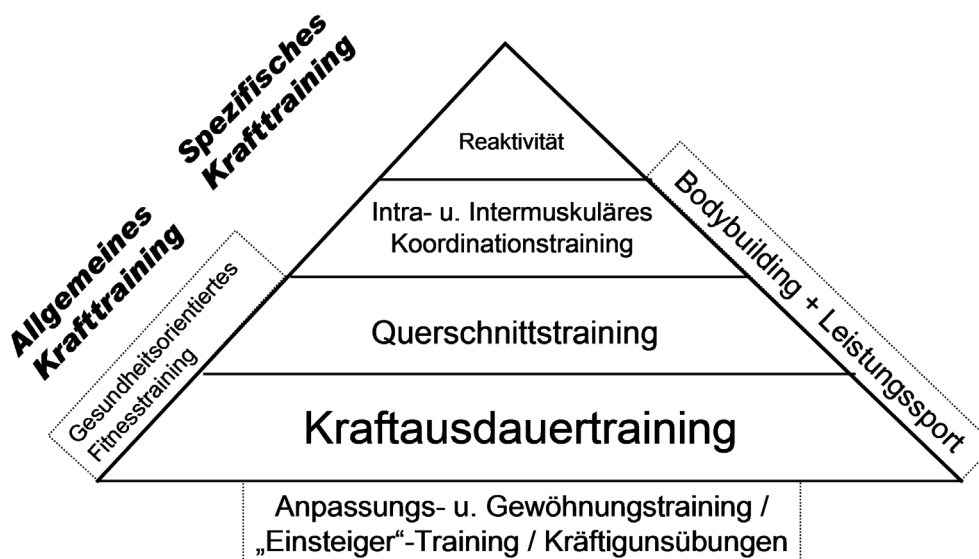 Spezifisches
Krafttraining
Allgemeines
Krafttraining
Gesundheitsorientiertes
Fitnesstraining
Reaktivität
Intra- u. Intermuskuläres
Koordinationstraining
Querschnittstraining
Kraftausdauertraining
Bodybuilding + Leistungssport
Anpassungs- u. Gewöhnungstraining /
„Einsteiger“-Training / Kräftigunsübungen